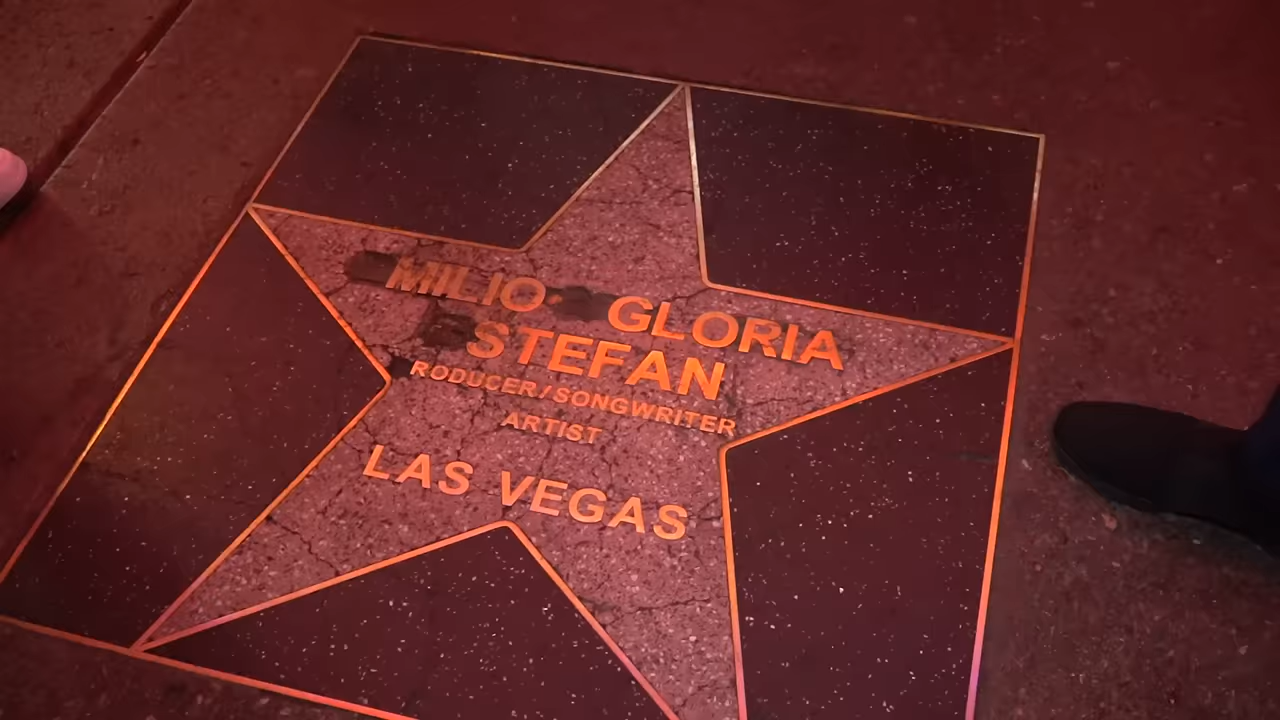 MILIO· GLORIA
STEFAN
RODUCER/SONGWRITER
ARTIST
LAS VEGAS